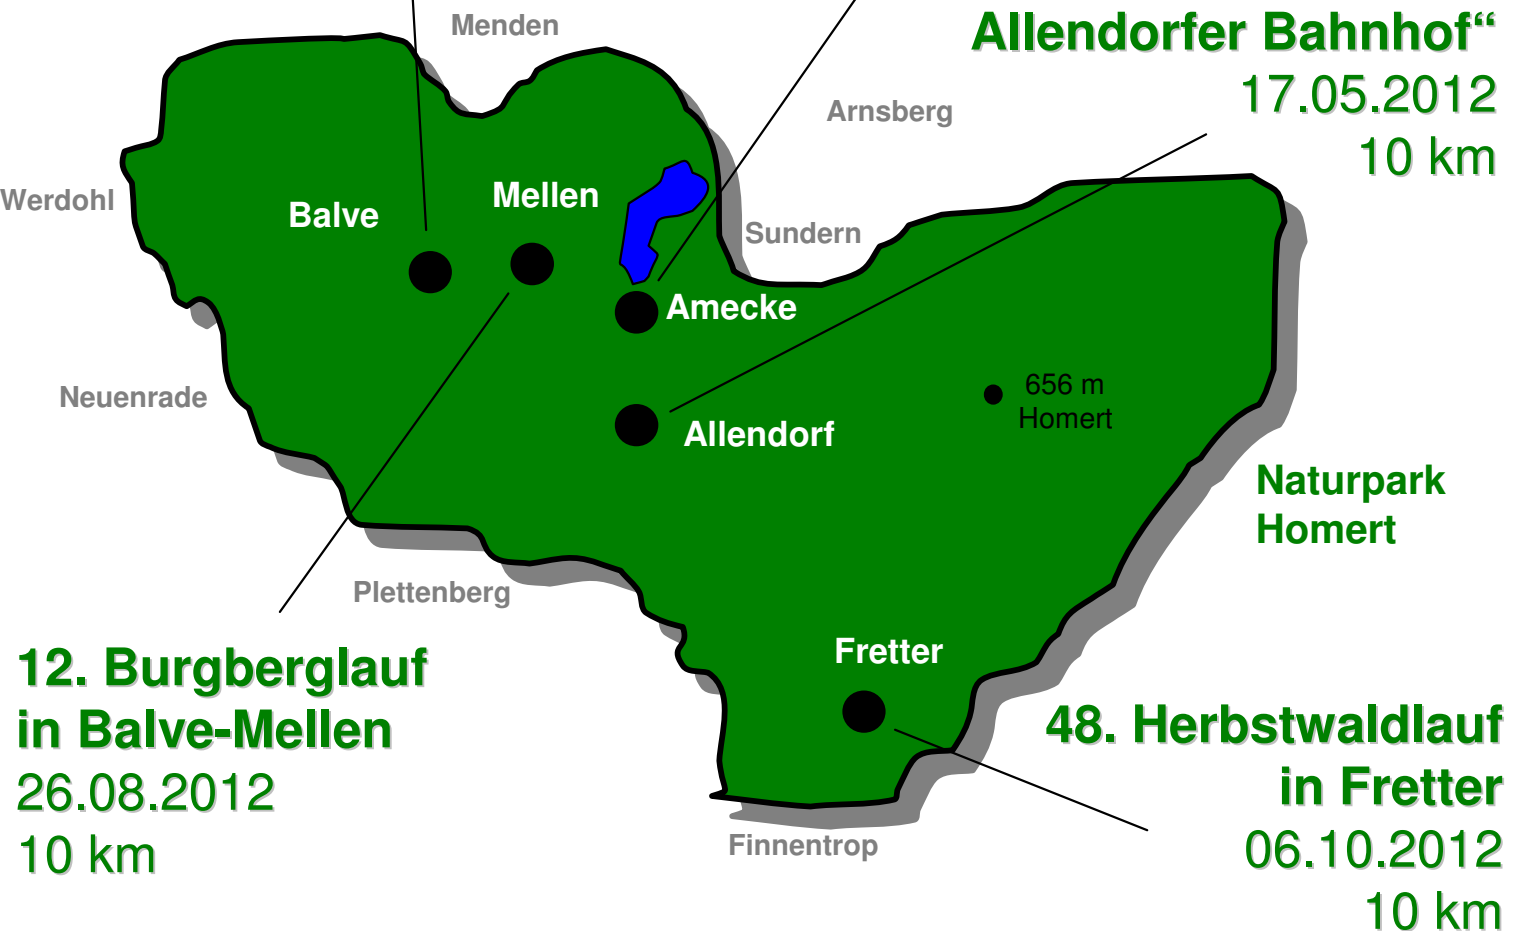 Menden
Allendorfer Bahnhof“
17.05.2012
10 km
Arnsberg
Werdohl
Balve
Mellen
Sundern
Amecke
Neuenrade
656 m
Homert
Allendorf
Naturpark
Homert
Plettenberg
Fretter
12. Burgberglauf
in Balve-Mellen
26.08.2012
10 km
48. Herbstwaldlauf
in Fretter
06.10.2012
10 km
Finnentrop